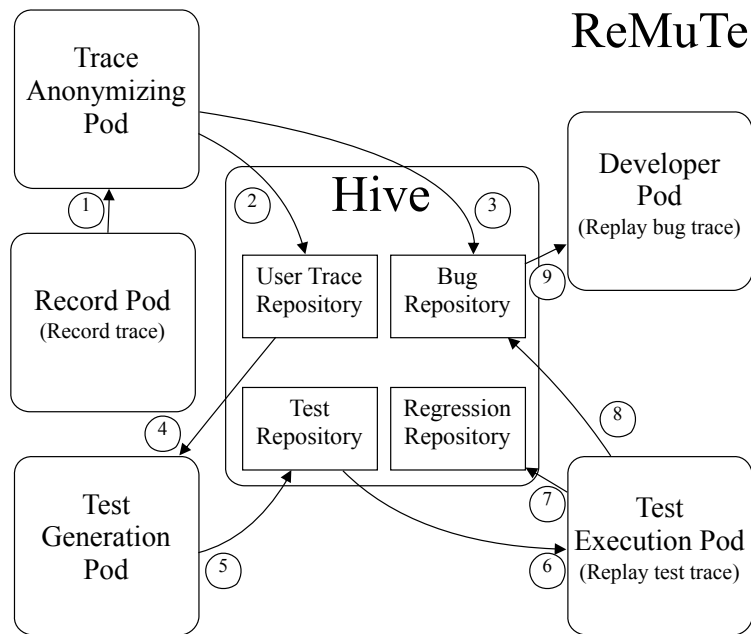 ReMuTe
Trace
Anonymizing
Pod
1
2
3
Hive
Developer
Pod
(Replay bug trace)
Record Pod
(Record trace)
User Trace
Repository
Bug
Repository
9
4
Test
Repository
Regression
Repository
8
Test
Generation
Pod
5
6
7
Test
Execution Pod
(Replay test trace)